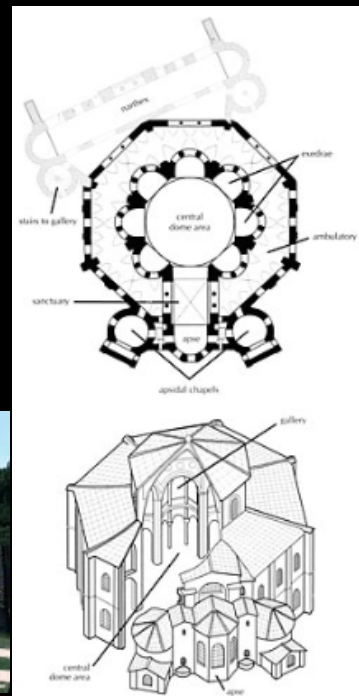 narthex
exedrae
stairs to gallery
central
dome area
ambulatory
sanctuary
apse
apsidal chapels
gallery
central
dome area
apse